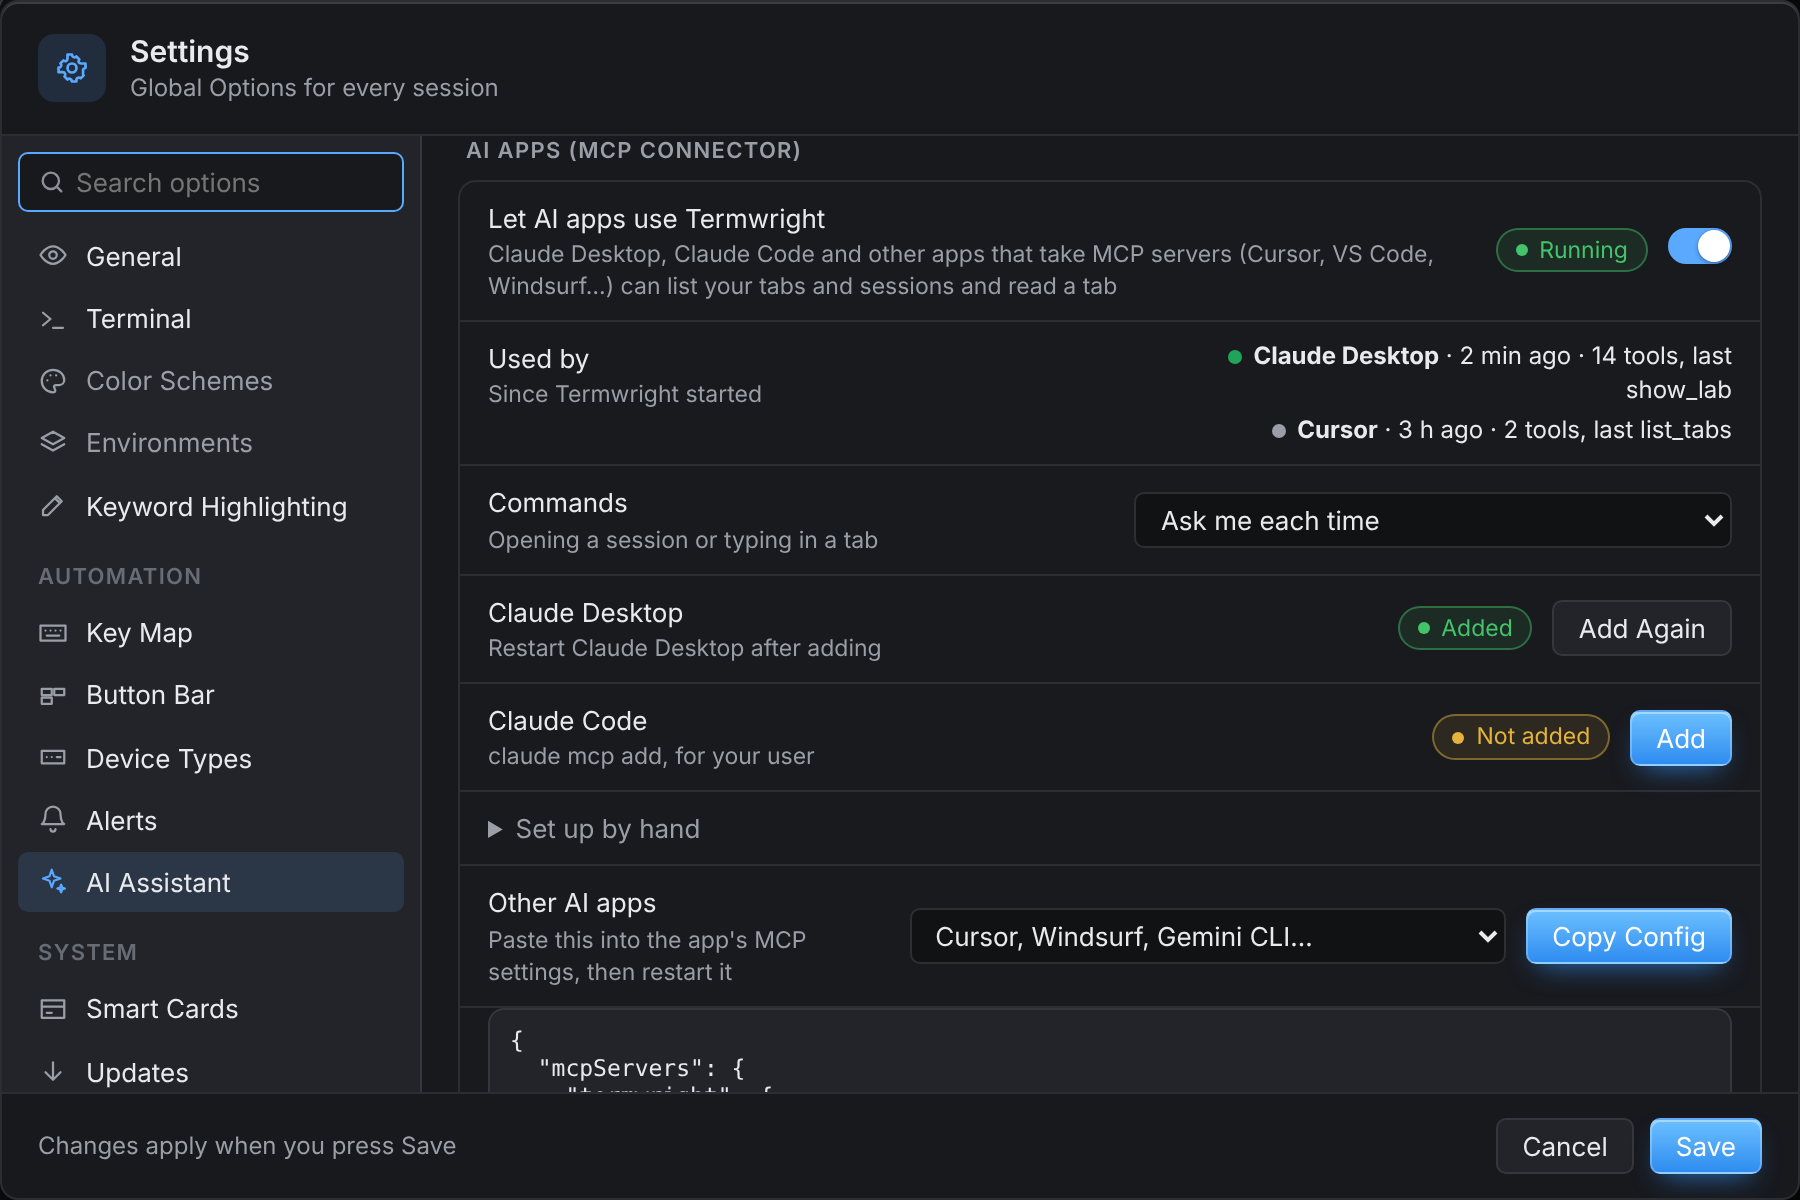 Settings
Global Options for every session
Search options
General
Terminal
Color Schemes
Environments
Keyword Highlighting
AUTOMATION
Key Map
Button Bar
Device Types
Alerts
AI Assistant
SYSTEM
Smart Cards
Updates
AI APPS (MCP CONNECTOR)
Let AI apps use Termwright
Claude Desktop, Claude Code and other apps that take MCP servers (Cursor, VS Code,
Windsurf...) can list your tabs and sessions and read a tab
Running
Used by
Since Termwright started
Claude Desktop · 2 min ago · 14 tools, last
show_lab
Cursor · 3 h ago · 2 tools, last list_tabs
Commands
Opening a session or typing in a tab
Ask me each time
Claude Desktop
Restart Claude Desktop after adding
Added
Add Again
Claude Code
claude mcp add, for your user
Not added
Add
Set up by hand
Other AI apps
Paste this into the app's MCP
settings, then restart it
Cursor, Windsurf, Gemini CLI...
Copy Config
{
"mcpServers": {
"termwright": {
Changes apply when you press Save
Cancel
Save